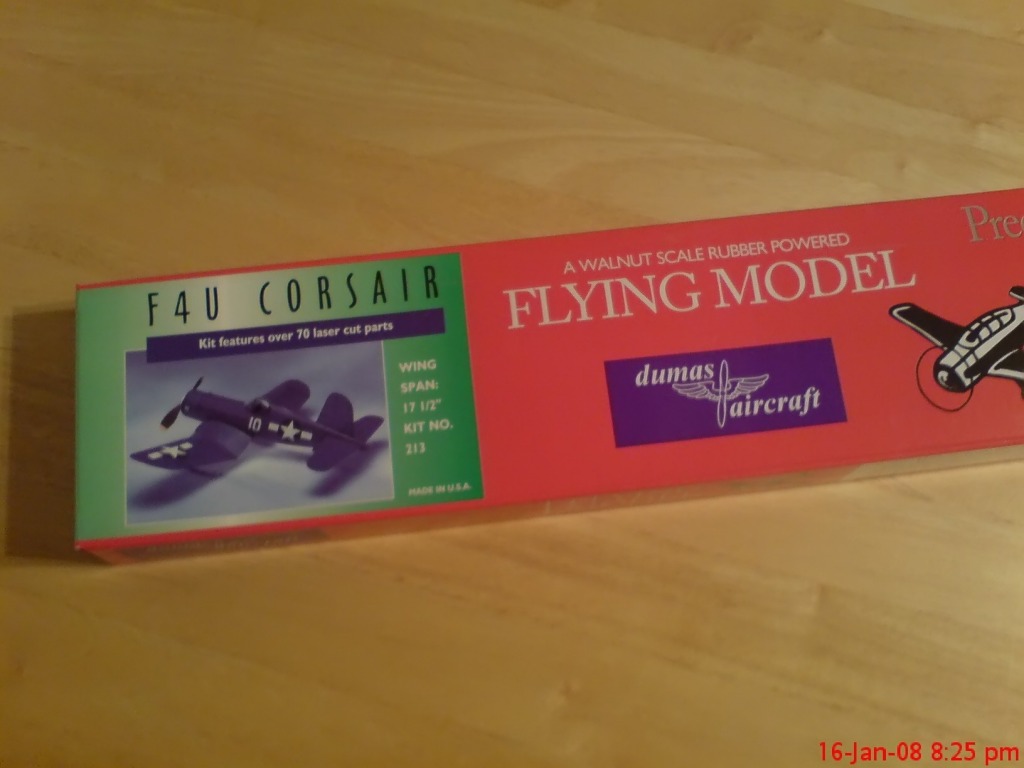 F4U CORSAIR
Kit features over 70 laser cut parts
10
WING
SPAN:
17 1/2"
KIT NO.
213
MADE IN U.S.A.
A WALNUT SCALE RUBBER POWERED
FLYING MODEL
dumas
aircraft
16-Jan-08 8:25 pm